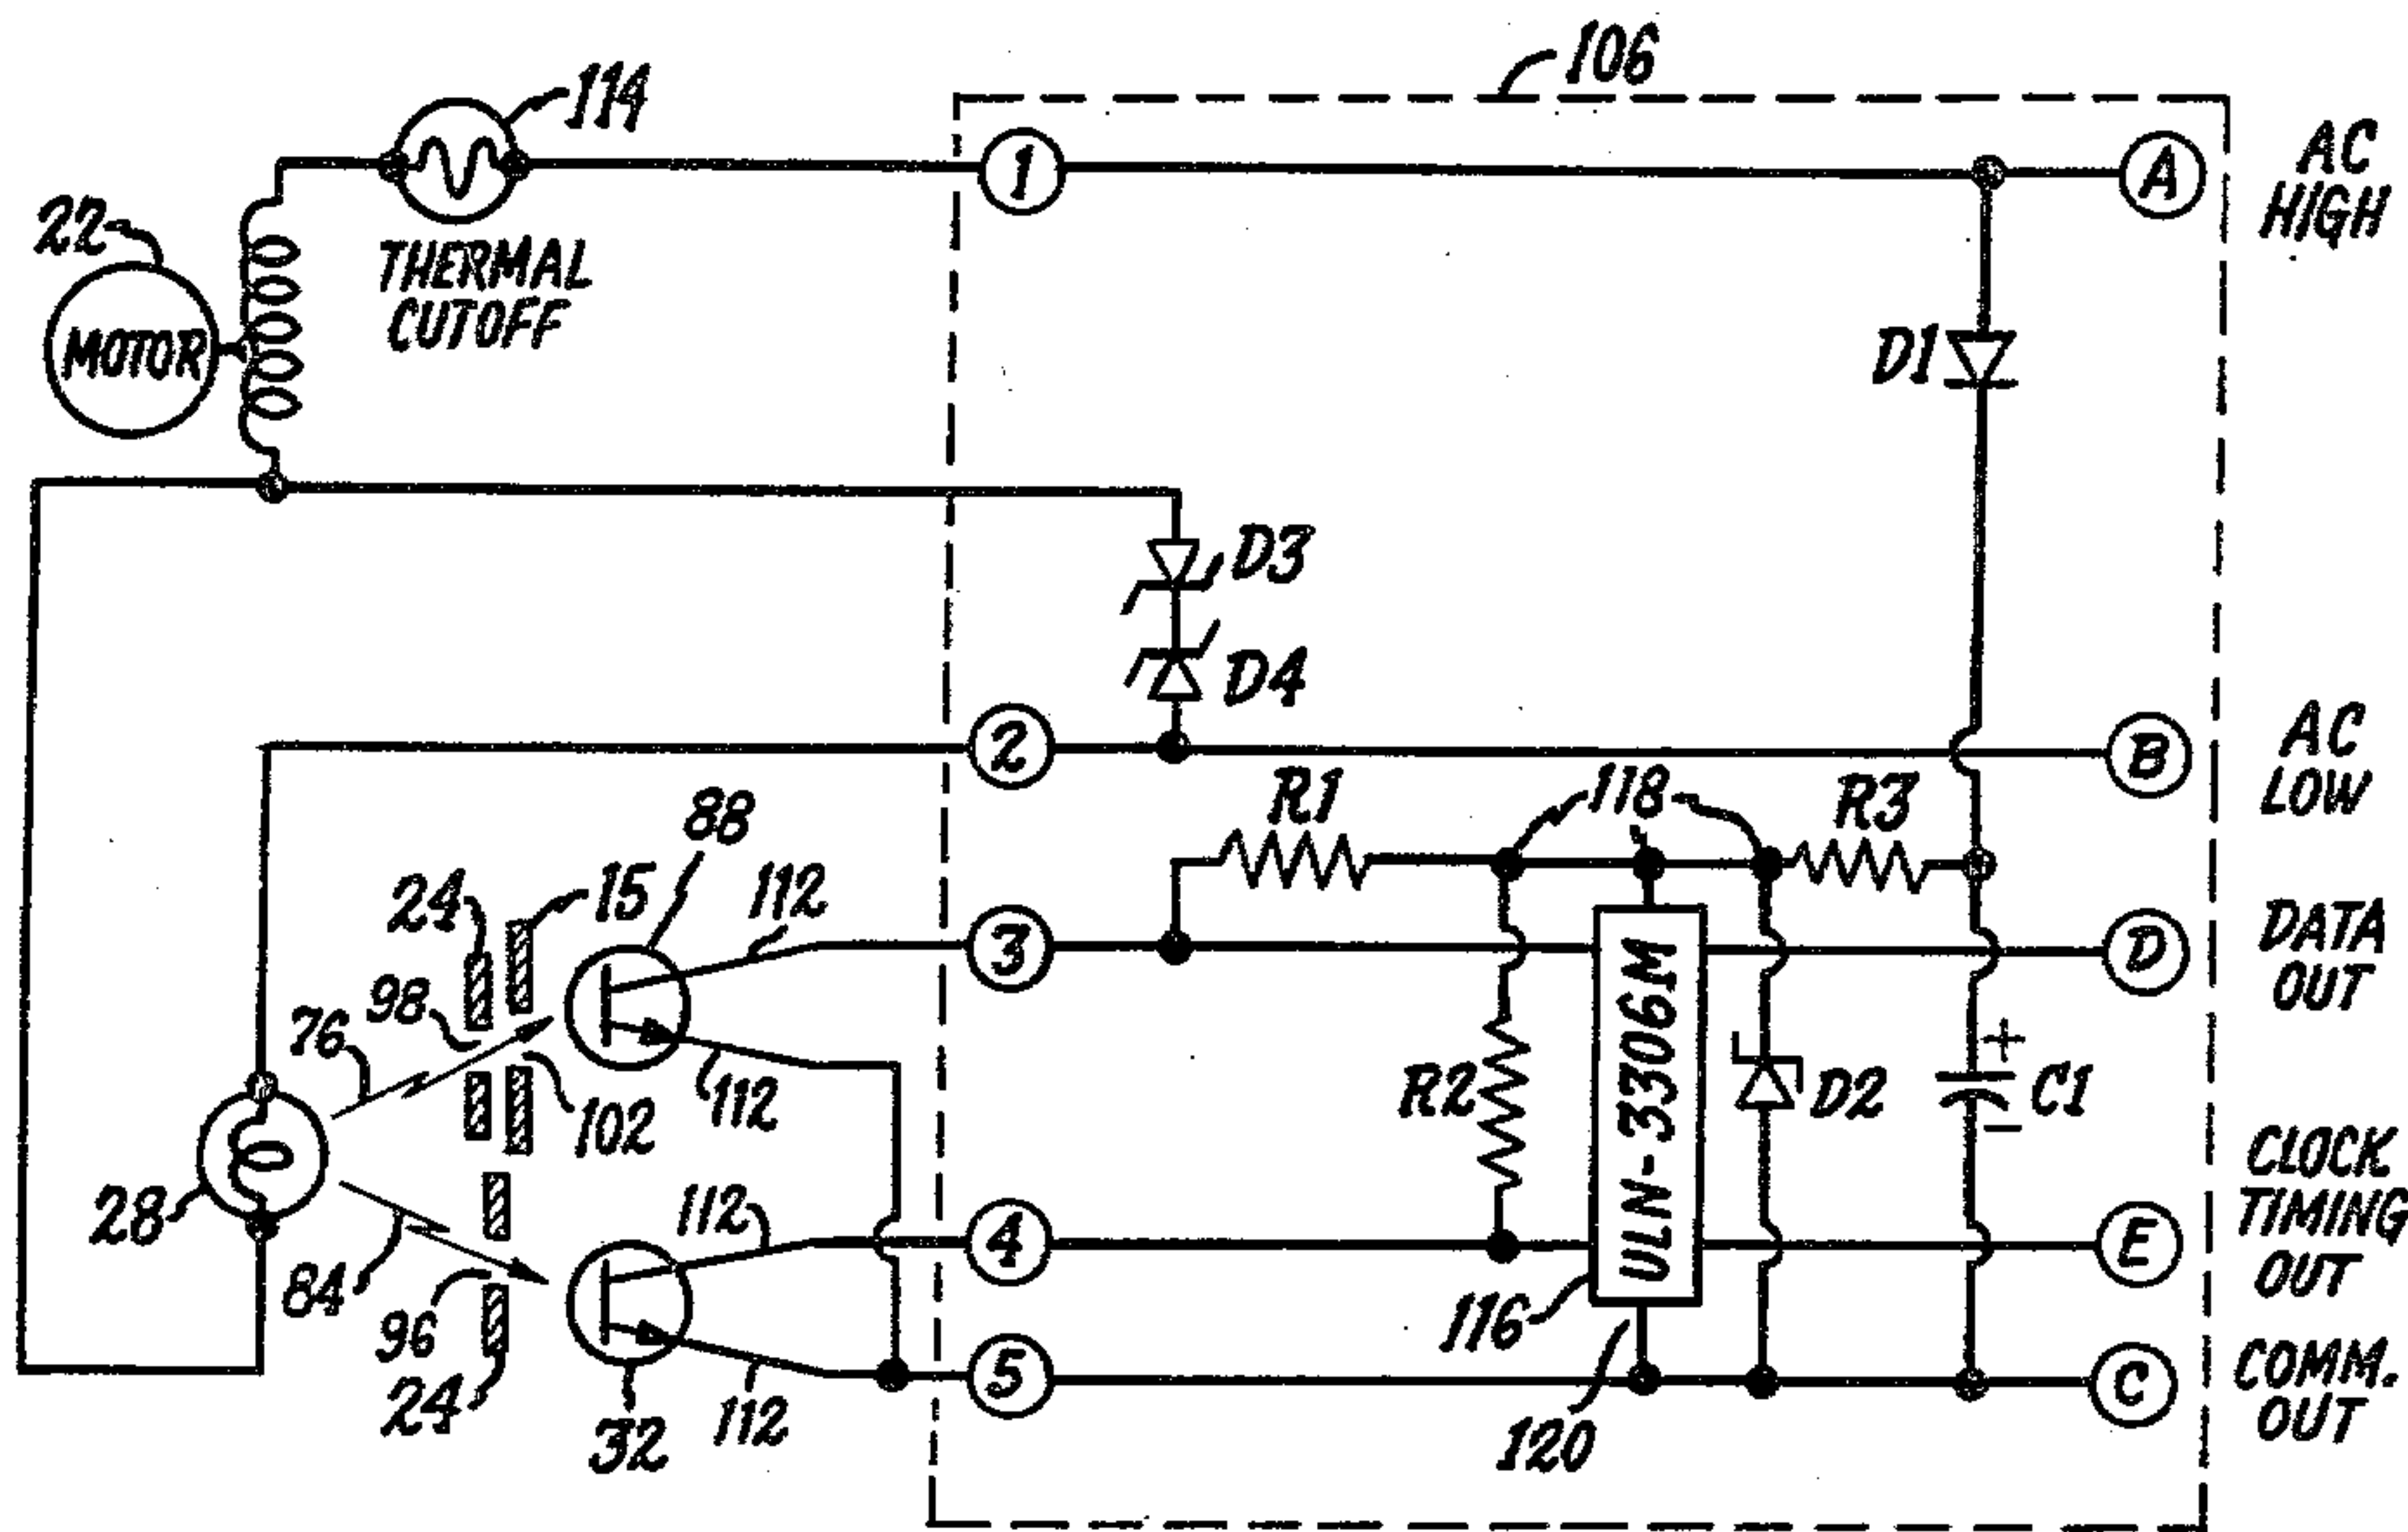 106
114
1
A
AC
HIGH
22
THERMAL
CUTOFF
MOTOR
D1
D3
D4
2
B
AC
LOW
118
R1
R3
88
15
112
24
3
D
DATA
OUT
98
76
ULN-3306M
R2
D2
+
C1
-
112
102
28
112
4
E
CLOCK
TIMING
OUT
84
96
116
24
5
C
COMM.
OUT
32
112
120